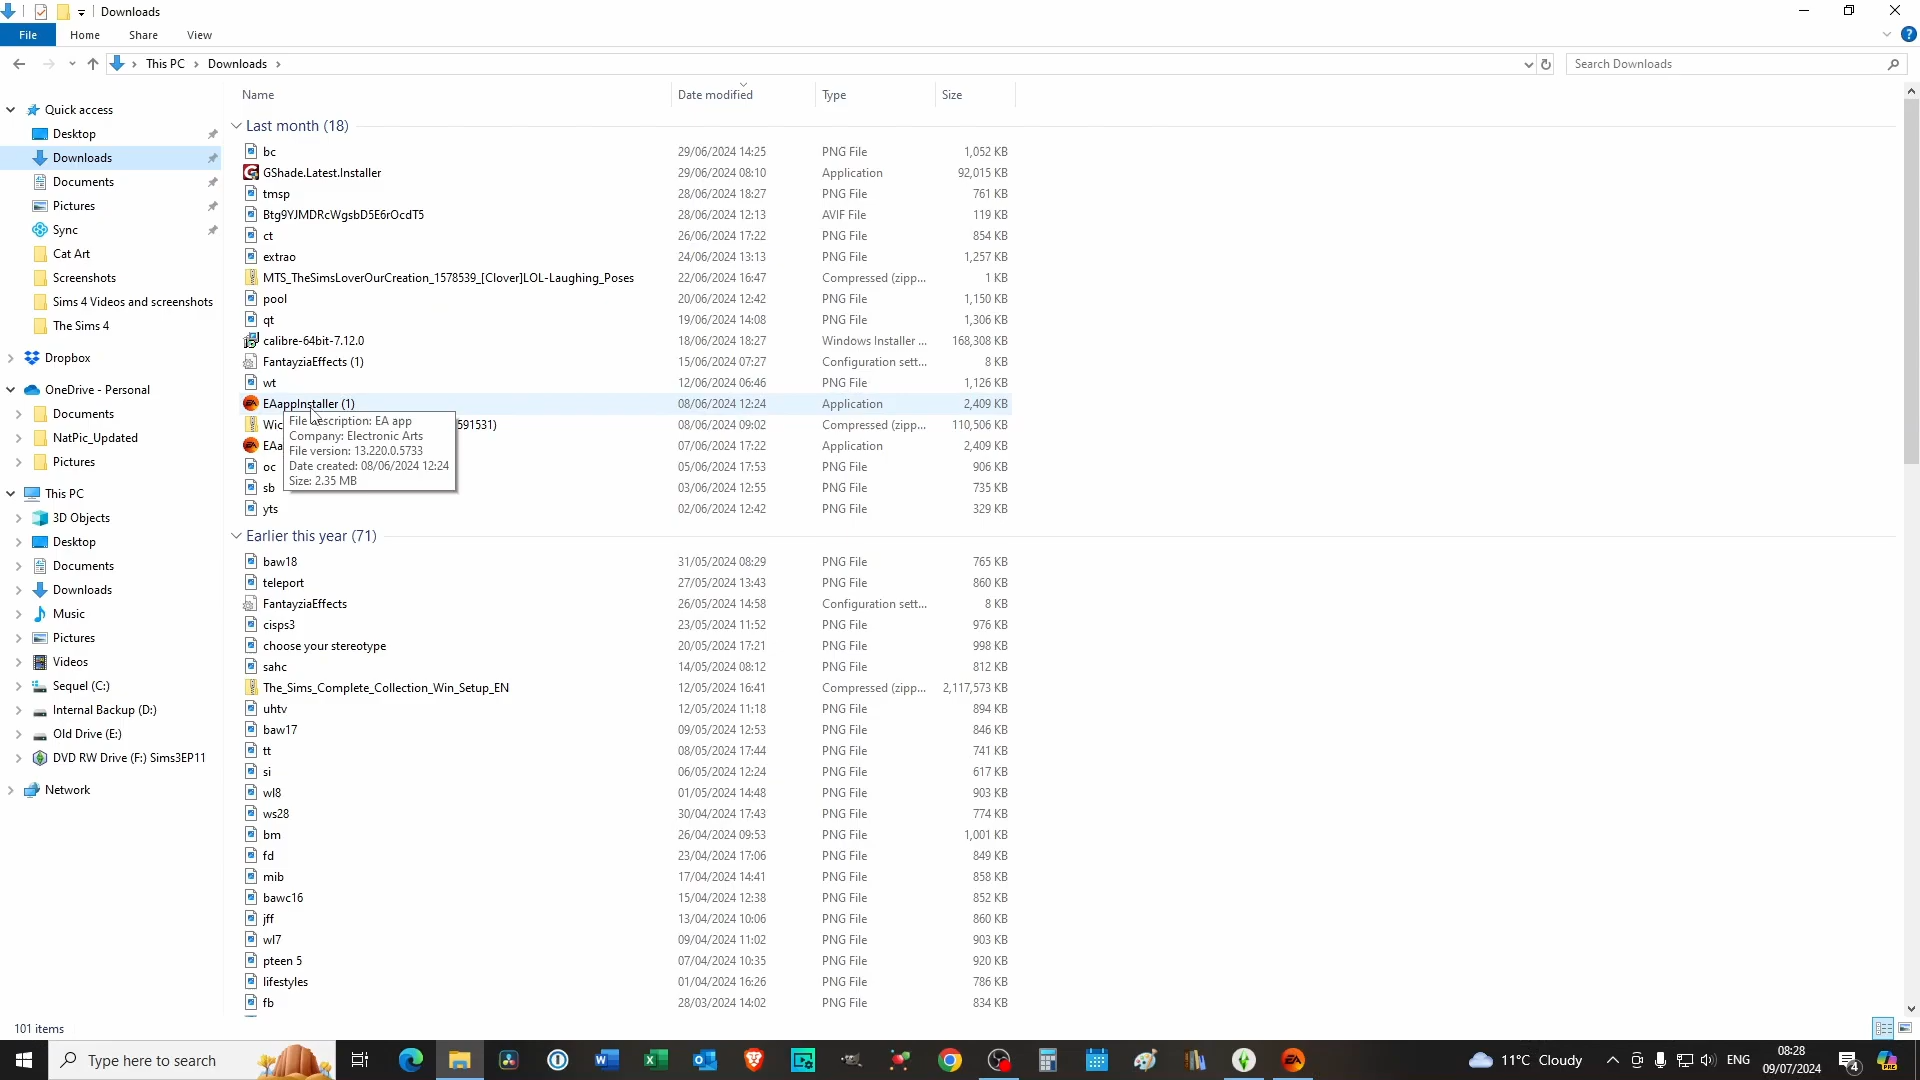 Downloads
File Home Share View
This PC Downloads
Search Downloads
Name Date modified Type Size
Quick access
Desktop
Downloads
Documents
Pictures
Sync
Cat Art
Screenshots
Sims 4 Videos and screenshots
The Sims 4
Dropbox
OneDrive - Personal
Documents
NatPic_Updated
Pictures
This PC
3D Objects
Desktop
Documents
Downloads
Music
Pictures
Videos
Sequel (C:)
Internal Backup (D:)
Old Drive (E:)
DVD RW Drive (F:) Sims3EP11
Network
Last month (18)
bc 29/06/2024 14:25 PNG File 1,052 KB
GShade.Latest.Installer 29/06/2024 08:10 Application 92,015 KB
tmsp 28/06/2024 18:27 PNG File 761 KB
Btg9YJMDRcWgsbD5E6rOcdT5 28/06/2024 12:13 AVIF File 119 KB
ct 26/06/2024 17:22 PNG File 854 KB
extrao 24/06/2024 13:13 PNG File 1,257 KB
MTS_TheSimsLoverOurCreation_1578539_[Clover]LOL-Laughing_Poses 22/06/2024 16:47 Compressed (zipp... 1 KB
pool 20/06/2024 12:42 PNG File 1,150 KB
qt 19/06/2024 14:08 PNG File 1,306 KB
calibre-64bit-7.12.0 18/06/2024 18:27 Windows Installer ... 168,308 KB
FantayziaEffects (1) 15/06/2024 07:27 Configuration sett... 8 KB
wt 12/06/2024 06:46 PNG File 1,126 KB
EAappInstaller (1) 08/06/2024 12:24 Application 2,409 KB
Wic 591531) 08/06/2024 09:02 Compressed (zipp... 110,506 KB
EAa 07/06/2024 17:22 Application 2,409 KB
oc 05/06/2024 17:53 PNG File 906 KB
sb 03/06/2024 12:55 PNG File 735 KB
yts 02/06/2024 12:42 PNG File 329 KB
File description: EA app
Company: Electronic Arts
File version: 13.220.0.5733
Date created: 08/06/2024 12:24
Size: 2.35 MB
Earlier this year (71)
baw18 31/05/2024 08:29 PNG File 765 KB
teleport 27/05/2024 13:43 PNG File 860 KB
FantayziaEffects 26/05/2024 14:58 Configuration sett... 8 KB
cisps3 23/05/2024 11:52 PNG File 976 KB
choose your stereotype 20/05/2024 17:21 PNG File 998 KB
sahc 14/05/2024 08:12 PNG File 812 KB
The_Sims_Complete_Collection_Win_Setup_EN 12/05/2024 16:41 Compressed (zipp... 2,117,573 KB
uhtv 12/05/2024 11:18 PNG File 894 KB
baw17 09/05/2024 12:53 PNG File 846 KB
tt 08/05/2024 17:44 PNG File 741 KB
si 06/05/2024 12:24 PNG File 617 KB
wl8 01/05/2024 14:48 PNG File 903 KB
ws28 30/04/2024 17:43 PNG File 774 KB
bm 26/04/2024 09:53 PNG File 1,001 KB
fd 23/04/2024 17:06 PNG File 849 KB
mib 17/04/2024 14:41 PNG File 858 KB
bawc16 15/04/2024 12:38 PNG File 852 KB
jff 13/04/2024 10:06 PNG File 860 KB
wl7 09/04/2024 11:02 PNG File 903 KB
pteen 5 07/04/2024 10:35 PNG File 920 KB
lifestyles 01/04/2024 16:26 PNG File 786 KB
fb 28/03/2024 14:02 PNG File 834 KB
101 items
Type here to search
11°C Cloudy
ENG
08:28
09/07/2024
4